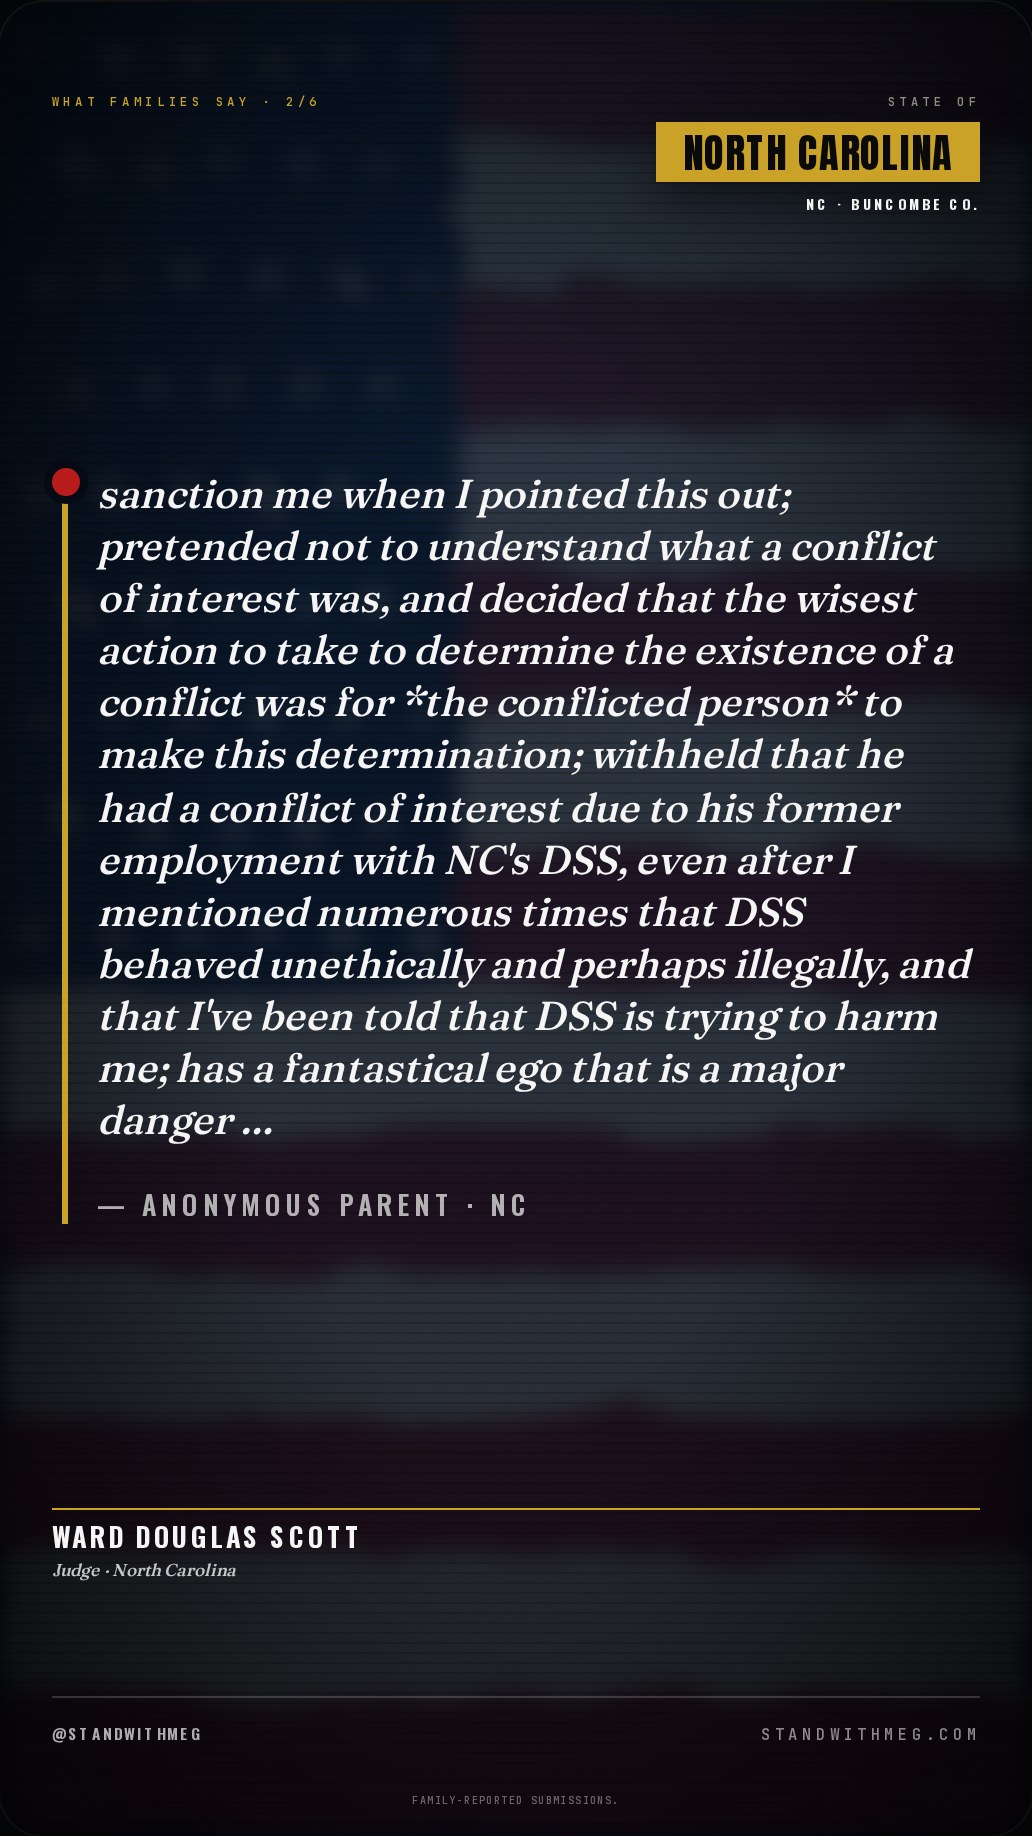 WHAT FAMILIES SAY · 2/6
STATE OF
NORTH CAROLINA
NC · BUNCOMBE CO.
sanction me when I pointed this out;
pretended not to understand what a conflict
of interest was, and decided that the wisest
action to take to determine the existence of a
conflict was for *the conflicted person* to
make this determination; withheld that he
had a conflict of interest due to his former
employment with NC's DSS, even after I
mentioned numerous times that DSS
behaved unethically and perhaps illegally, and
that I've been told that DSS is trying to harm
me; has a fantastical ego that is a major
danger ...
— ANONYMOUS PARENT · NC
WARD DOUGLAS SCOTT
Judge · North Carolina
@STANDWITHMEG
STANDWITHMEG.COM
FAMILY-REPORTED SUBMISSIONS.